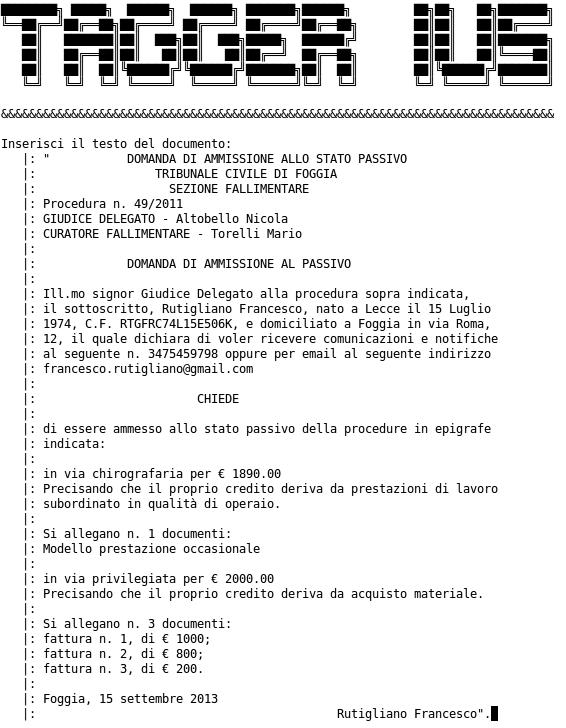 TAGGER IUS
&&&&&&&&&&&&&&&&&&&&&&&&&&&&&&&&&&&&&&&&&&&&&&&&&&&&&&&&&&&&&&&&&&&&&&&&&&&&&&&
Inserisci il testo del documento:
|: " DOMANDA DI AMMISSIONE ALLO STATO PASSIVO
|: TRIBUNALE CIVILE DI FOGGIA
|: SEZIONE FALLIMENTARE
|: Procedura n. 49/2011
|: GIUDICE DELEGATO - Altobello Nicola
|: CURATORE FALLIMENTARE - Torelli Mario
|:
|: DOMANDA DI AMMISSIONE AL PASSIVO
|:
|: Ill.mo signor Giudice Delegato alla procedura sopra indicata,
|: il sottoscritto, Rutigliano Francesco, nato a Lecce il 15 Luglio
|: 1974, C.F. RTGFRC74L15E506K, e domiciliato a Foggia in via Roma,
|: 12, il quale dichiara di voler ricevere comunicazioni e notifiche
|: al seguente n. 3475459798 oppure per email al seguente indirizzo
|: francesco.rutigliano@gmail.com
|:
|: CHIEDE
|:
|: di essere ammesso allo stato passivo della procedure in epigrafe
|: indicata:
|:
|: in via chirografaria per € 1890.00
|: Precisando che il proprio credito deriva da prestazioni di lavoro
|: subordinato in qualità di operaio.
|:
|: Si allegano n. 1 documenti:
|: Modello prestazione occasionale
|:
|: in via privilegiata per € 2000.00
|: Precisando che il proprio credito deriva da acquisto materiale.
|:
|: Si allegano n. 3 documenti:
|: fattura n. 1, di € 1000;
|: fattura n. 2, di € 800;
|: fattura n. 3, di € 200.
|:
|: Foggia, 15 settembre 2013
|: Rutigliano Francesco".